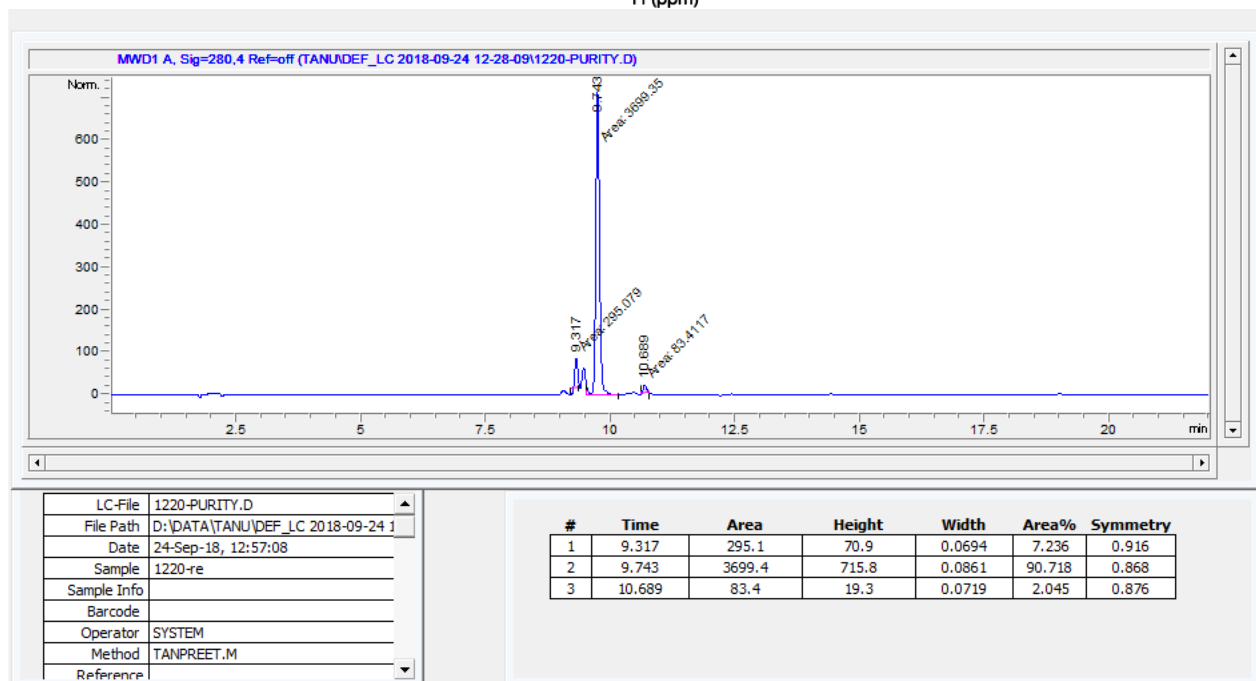 MWD1 A, Sig=280,4 Ref=off (TANU\DEF_LC 2018-09-24 12-28-09\1220-PURITY.D)
Norm.
9.743
Area: 3699.35
600
500
400
300
200
100
0
9.317
Area: 295.079
10.689
Area: 83.4117
2.5 5 7.5 10 12.5 15 17.5 20 min
LC-File 1220-PURITY.D
File Path D:\DATA\TANU\DEF_LC 2018-09-24 1
Date 24-Sep-18, 12:57:08
Sample 1220-re
Sample Info
Barcode
Operator SYSTEM
Method TANPREET.M
Reference
# Time Area Height Width Area% Symmetry
1 9.317 295.1 70.9 0.0694 7.236 0.916
2 9.743 3699.4 715.8 0.0861 90.718 0.868
3 10.689 83.4 19.3 0.0719 2.045 0.876